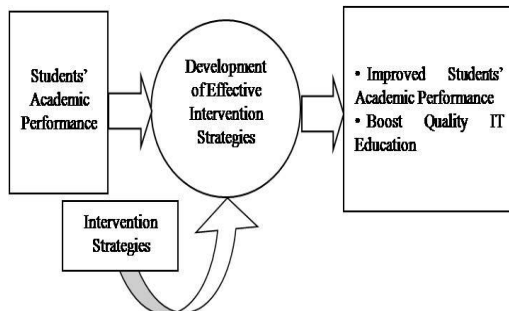 Students'
Academic
Performance
Development
of Effective
Intervention
Strategies
• Improved Students'
Academic Performance
• Boost Quality IT
Education
Intervention
Strategies